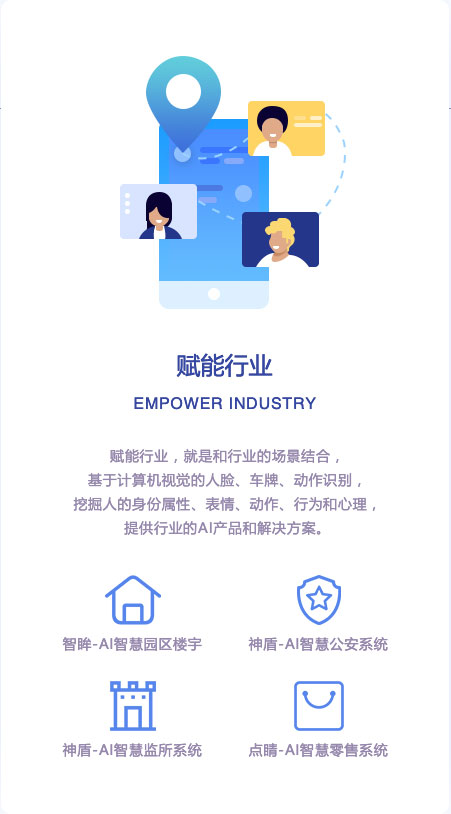 赋能行业
EMPOWER INDUSTRY
赋能行业，就是和行业的场景结合，
基于计算机视觉的人脸、车牌、动作识别，
挖掘人的身份属性、表情、动作、行为和心理，
提供行业的AI产品和解决方案。
智眸-AI智慧园区楼宇
神盾-AI智慧公安系统
神盾-AI智慧监所系统
点睛-AI智慧零售系统